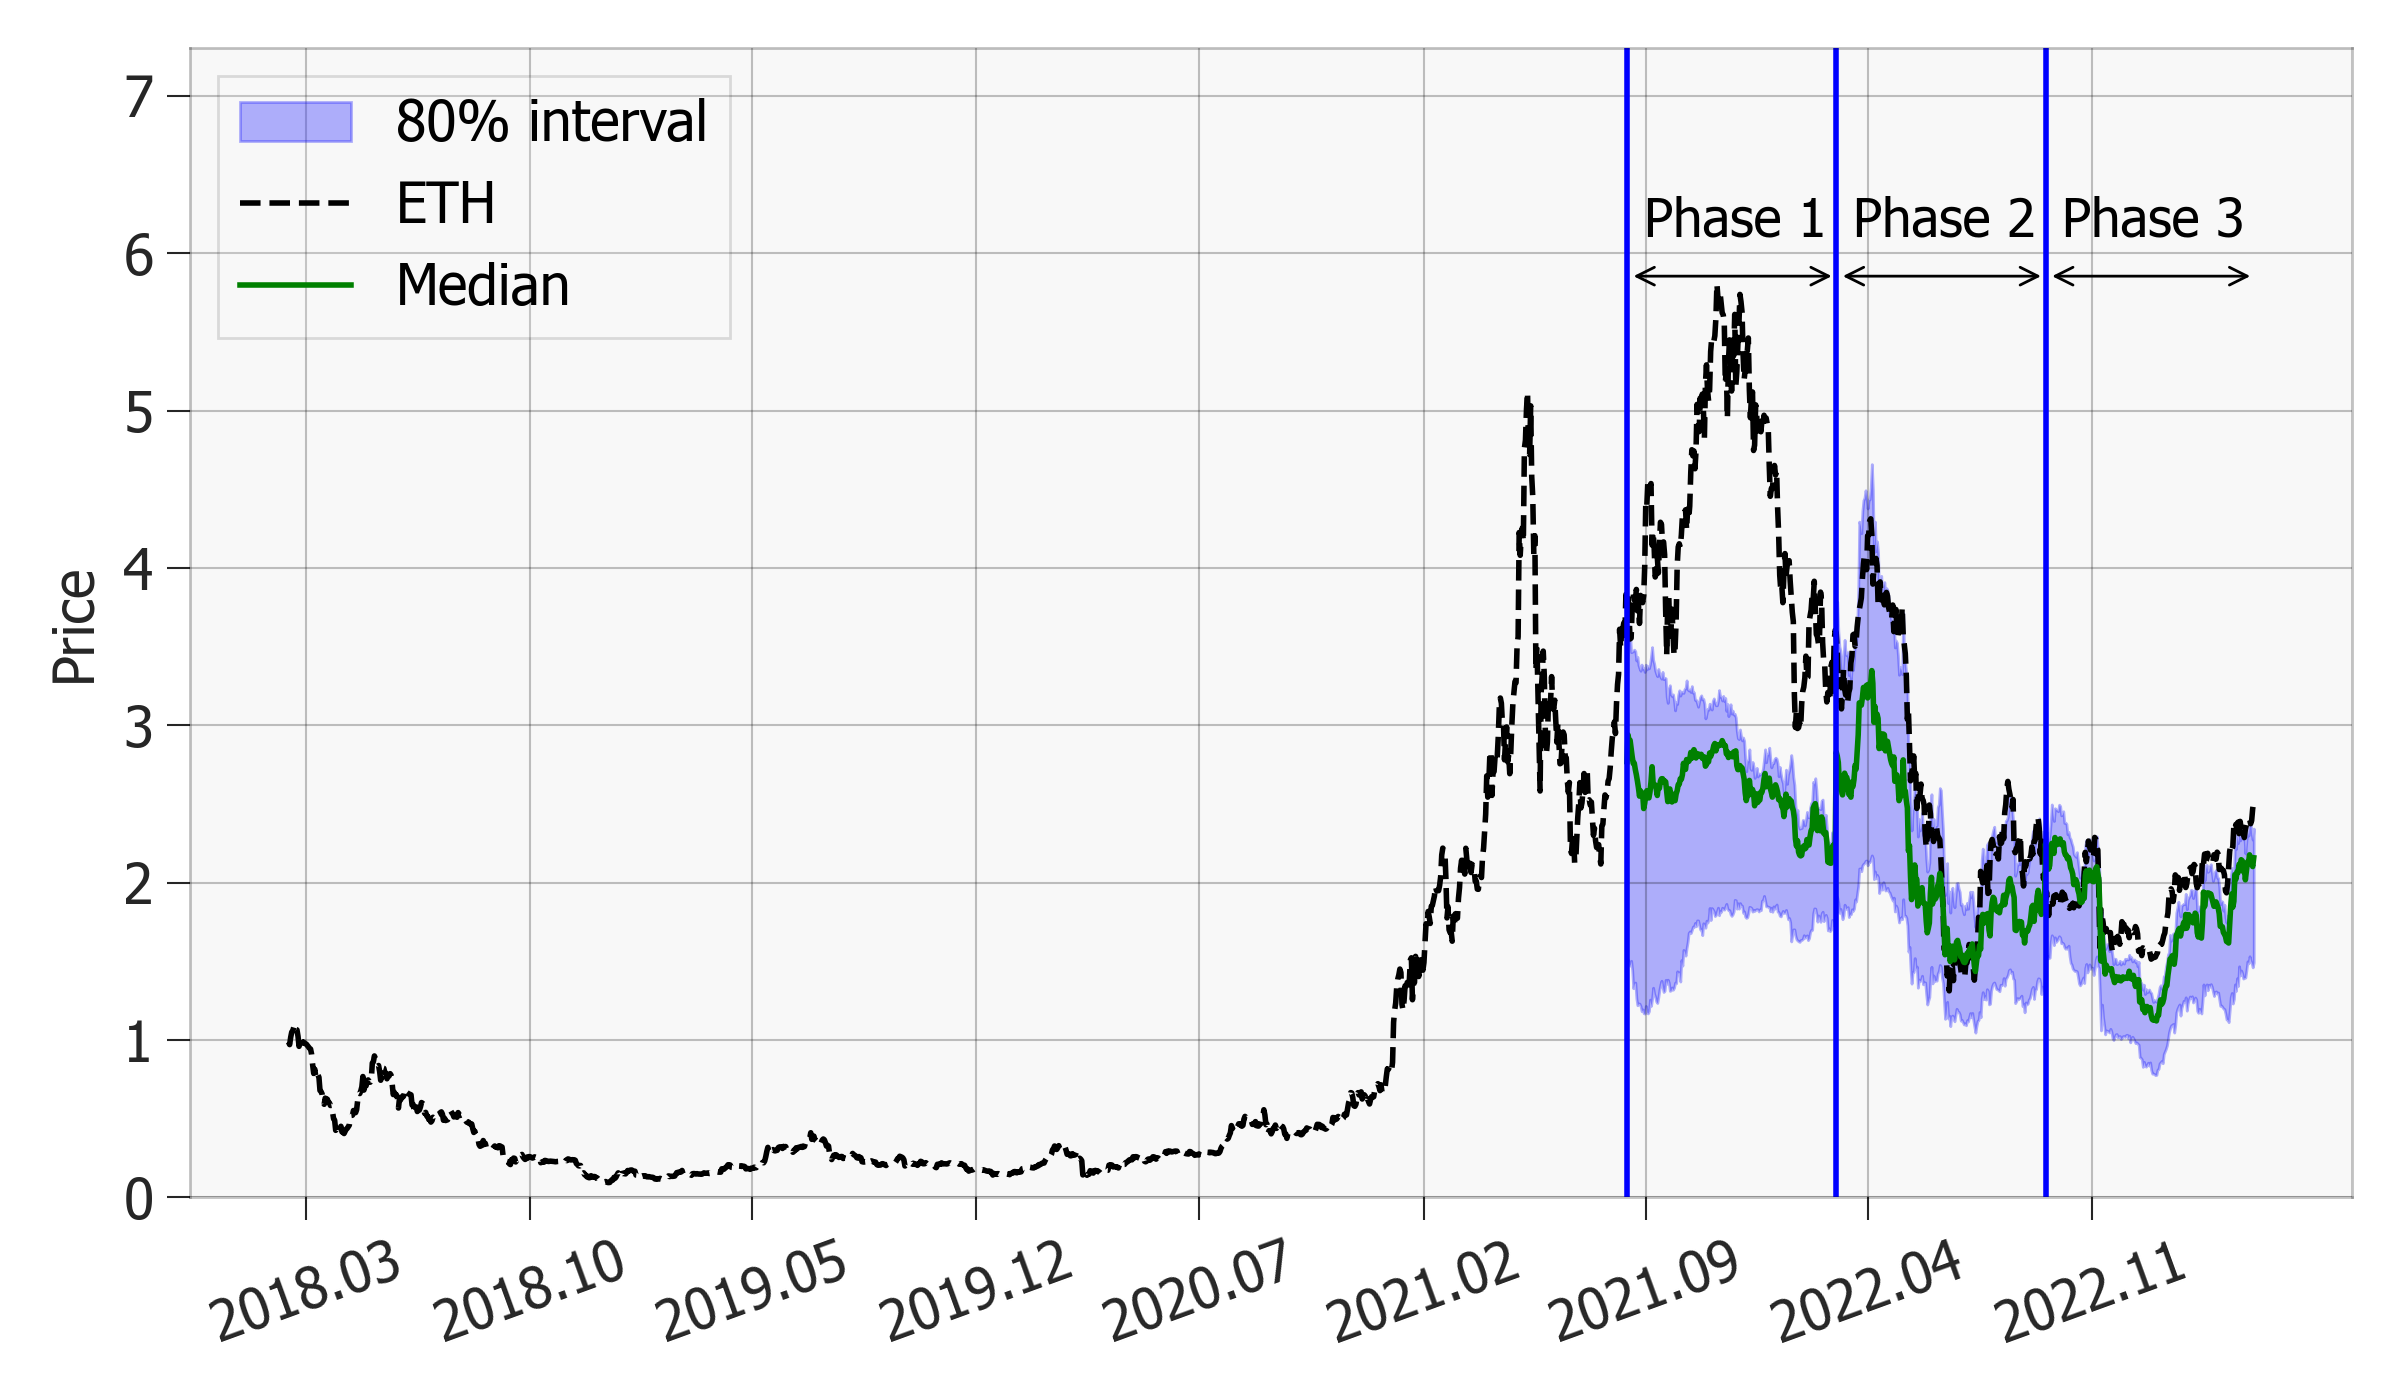 80% interval
ETH
Median
Phase 1
Phase 2
Phase 3
Price
7
6
5
4
3
2
1
0
2018.03
2018.10
2019.05
2019.12
2020.07
2021.02
2021.09
2022.04
2022.11